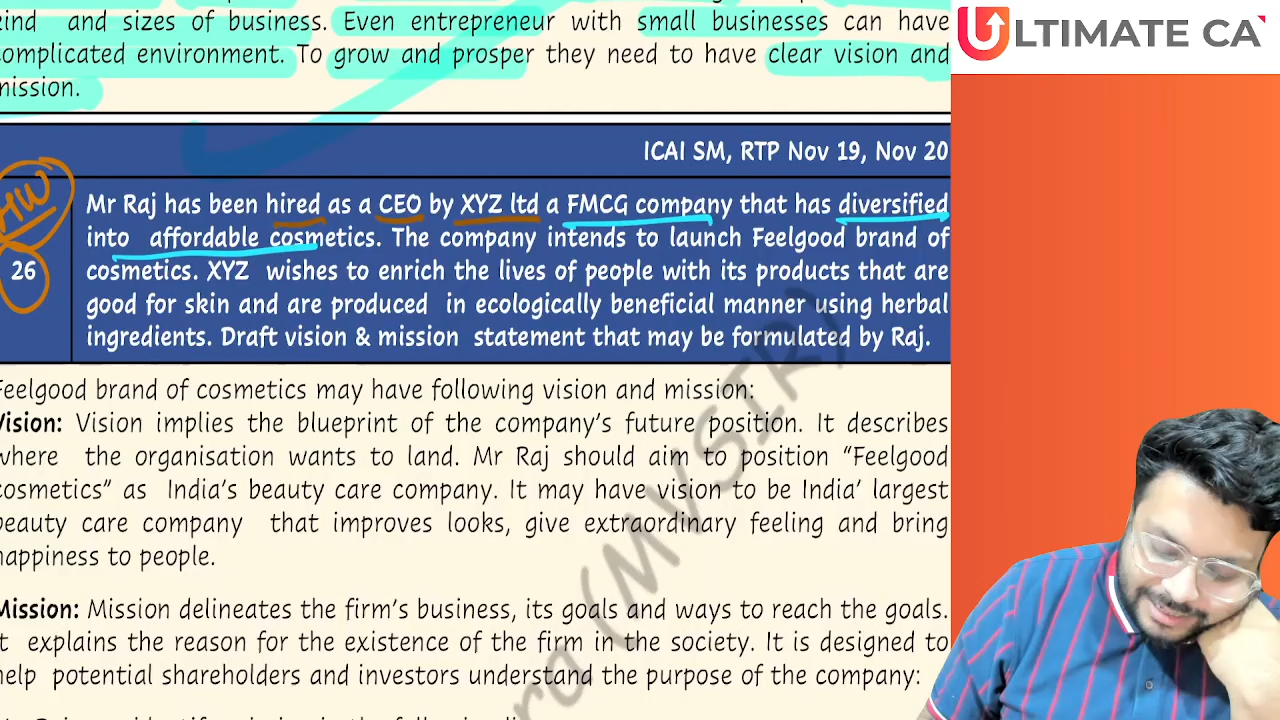 kind and sizes of business. Even entrepreneur with small businesses can have
complicated environment. To grow and prosper they need to have clear vision and
mission.
ULTIMATE CA
ICAI SM, RTP Nov 19, Nov 20
HW
26
Mr Raj has been hired as a CEO by XYZ ltd a FMCG company that has diversified
into affordable cosmetics. The company intends to launch Feelgood brand of
cosmetics. XYZ wishes to enrich the lives of people with its products that are
good for skin and are produced in ecologically beneficial manner using herbal
ingredients. Draft vision & mission statement that may be formulated by Raj.
Feelgood brand of cosmetics may have following vision and mission:
Vision: Vision implies the blueprint of the company's future position. It describes
where the organisation wants to land. Mr Raj should aim to position “Feelgood
cosmetics” as India's beauty care company. It may have vision to be India' largest
beauty care company that improves looks, give extraordinary feeling and bring
happiness to people.
Mission: Mission delineates the firm's business, its goals and ways to reach the goals.
It explains the reason for the existence of the firm in the society. It is designed to
help potential shareholders and investors understand the purpose of the company:
ro (MVSIR)